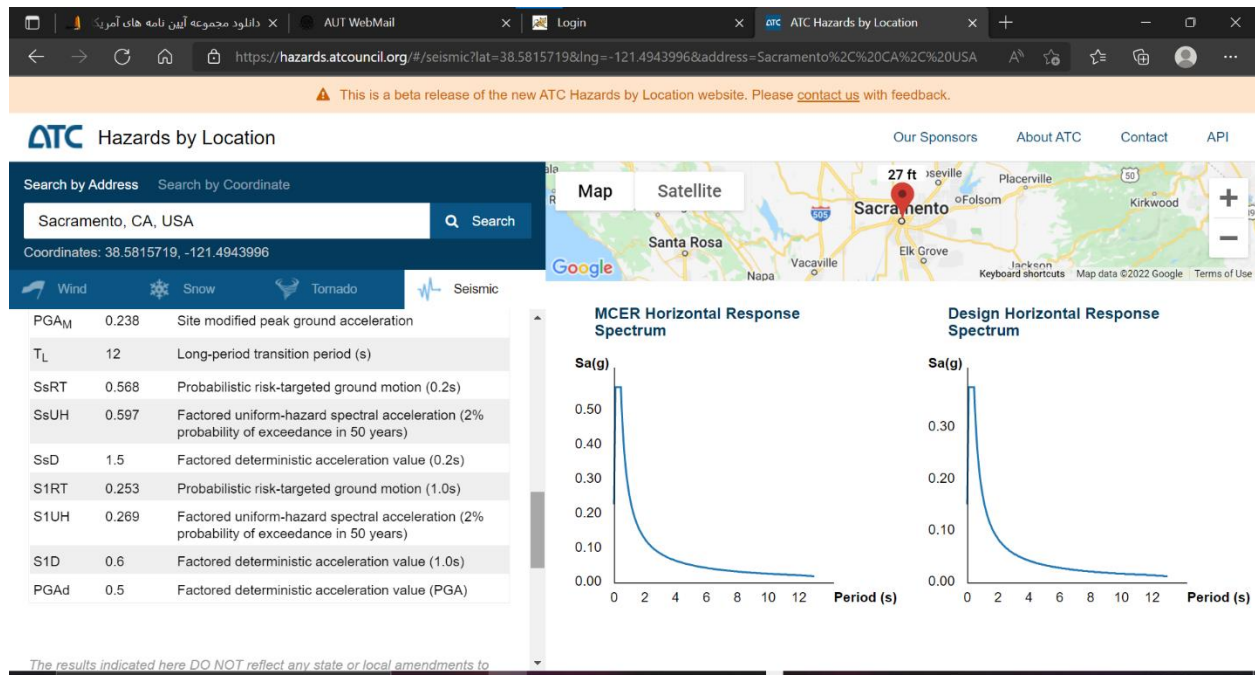 دانلود مجموعه آیین نامه های آمریک
AUT WebMail
Login
ATC Hazards by Location
https://hazards.atcouncil.org/#/seismic?lat=38.5815719&lng=-121.4943996&address=Sacramento%2C%20CA%2C%20USA
This is a beta release of the new ATC Hazards by Location website. Please contact us with feedback.
ATC Hazards by Location
Our Sponsors About ATC Contact API
Search by Address Search by Coordinate
Sacramento, CA, USA
Search
Coordinates: 38.5815719, -121.4943996
Wind Snow Tornado Seismic
PGAM 0.238 Site modified peak ground acceleration
TL 12 Long-period transition period (s)
SsRT 0.568 Probabilistic risk-targeted ground motion (0.2s)
SsUH 0.597 Factored uniform-hazard spectral acceleration (2%
probability of exceedance in 50 years)
SsD 1.5 Factored deterministic acceleration value (0.2s)
S1RT 0.253 Probabilistic risk-targeted ground motion (1.0s)
S1UH 0.269 Factored uniform-hazard spectral acceleration (2%
probability of exceedance in 50 years)
S1D 0.6 Factored deterministic acceleration value (1.0s)
PGAd 0.5 Factored deterministic acceleration value (PGA)
The results indicated here DO NOT reflect any state or local amendments to
Map Satellite
27 ft
oseville
Placerville
50
Kirkwood
505
Sacramento
Folsom
Santa Rosa
Elk Grove
Vacaville
Jackson
Napa
Google
Keyboard shortcuts Map data ©2022 Google Terms of Use
MCER Horizontal Response
Spectrum
Sa(g)
0.50
0.40
0.30
0.20
0.10
0.00
0 2 4 6 8 10 12 Period (s)
Design Horizontal Response
Spectrum
Sa(g)
0.30
0.20
0.10
0.00
0 2 4 6 8 10 12 Period (s)